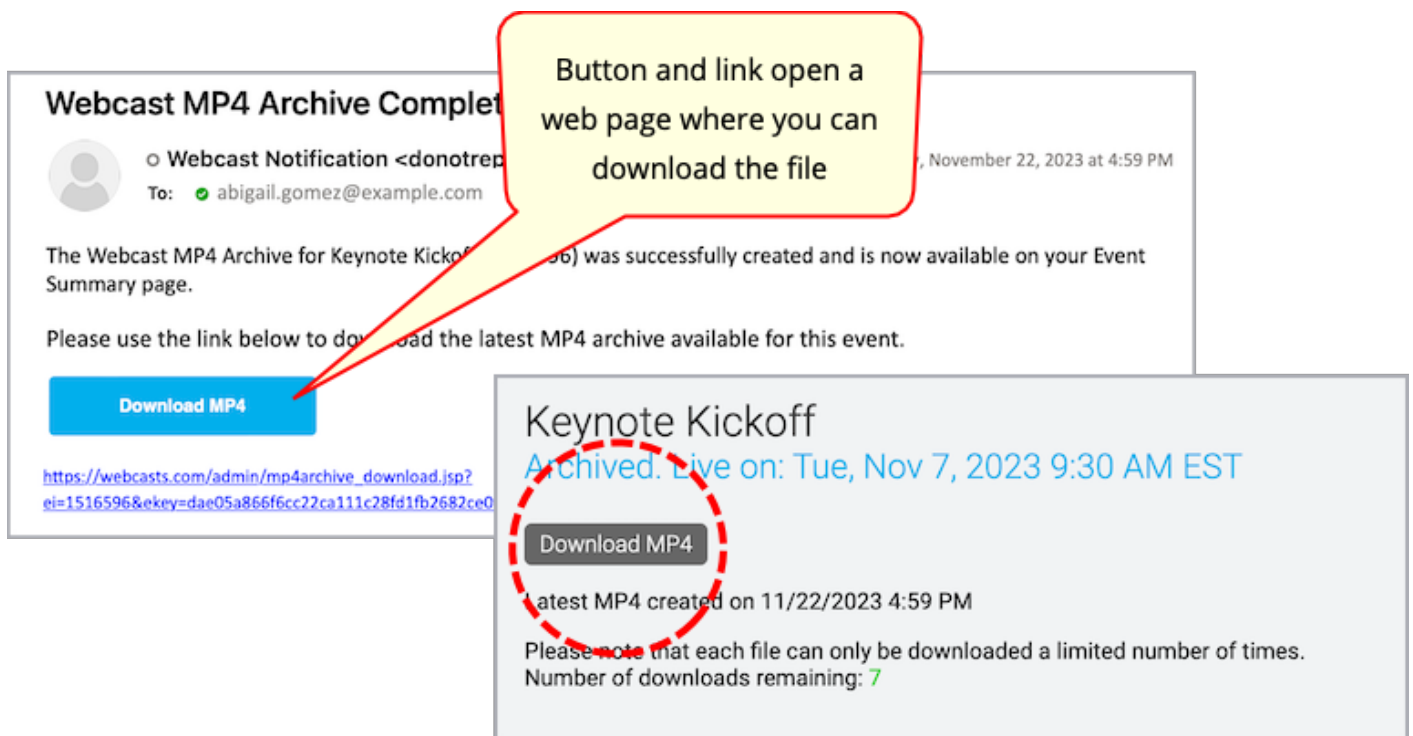 Button and link open a
web page where you can
download the file
Webcast MP4 Archive
Webcast Notification
, November 22, 2023 at 4:59 PM
To: abigail.gomez@example.com
The Webcast MP4 Archive for Keynote 96) was successfully created and is now available on your Event
Summary page.
Please use the link below to the latest MP4 archive available for this event.
Download MP4
https://webcasts.com/admin/mp4archive_download.jsp?
ei=1516596&ekey=dae05a866f6cc22ca111c28fd1fb2682ce0
Keynote Kickoff
Archived. Live on: Tue, Nov 7, 2023 9:30 AM EST
Download MP4
Latest MP4 created on 11/22/2023 4:59 PM
Please note that each file can only be downloaded a limited number of times.
Number of downloads remaining: 7